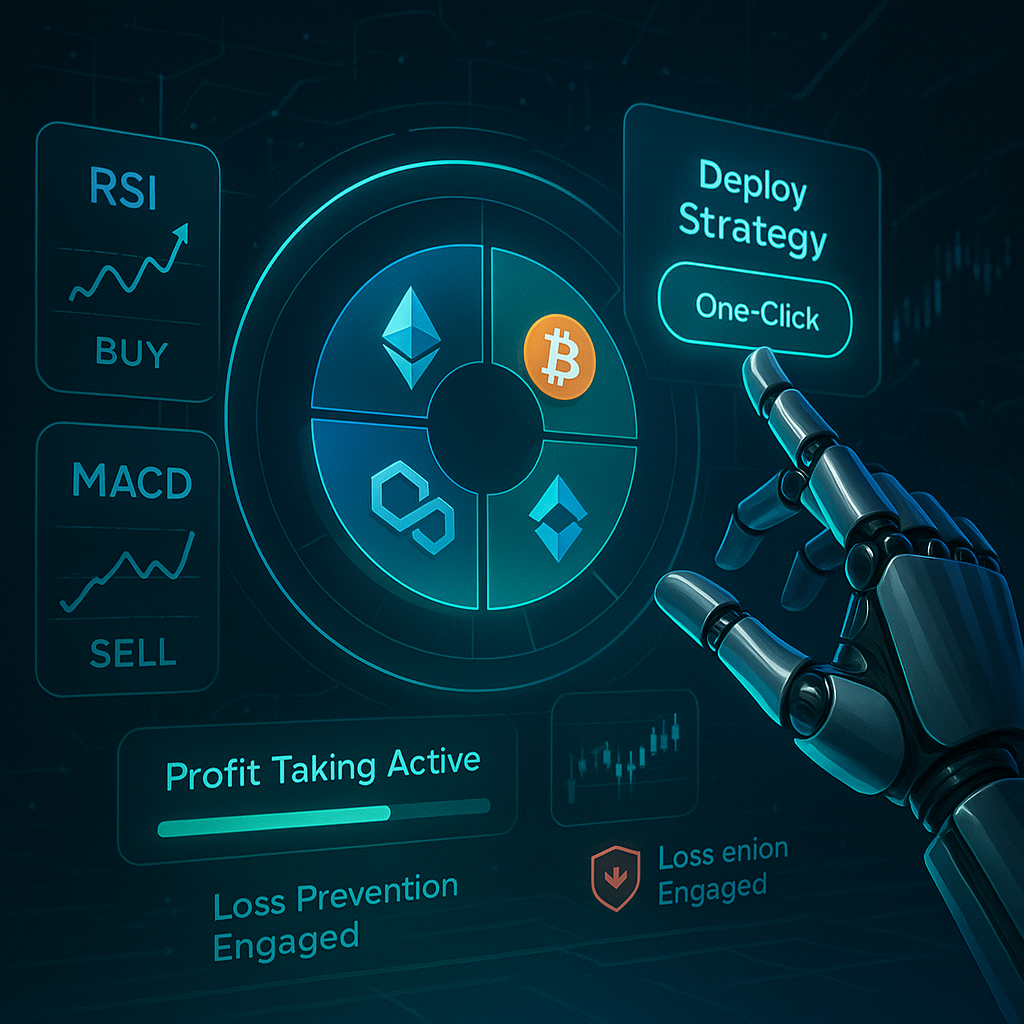 RSI
BUY
MACD
SELL
Deploy
Strategy
One-Click
Profit Taking Active
Loss Prevention
Engaged
Loss enion
Engaged